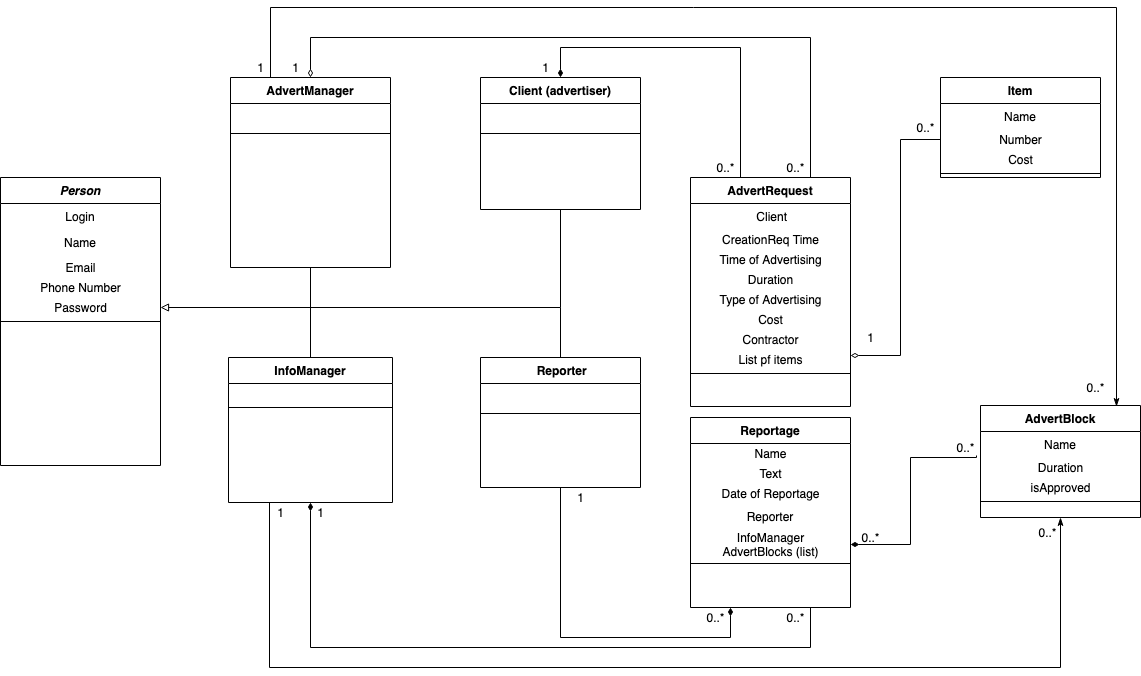 1
1
1
AdvertManager
Client (advertiser)
Item
Name
Number
Cost
0..*
0..*
0..*
Person
Login
Name
Email
Phone Number
Password
AdvertRequest
Client
CreationReq Time
Time of Advertising
Duration
Type of Advertising
Cost
Contractor
List pf items
1
InfoManager
Reporter
0..*
AdvertBlock
Name
Duration
isApproved
Reportage
Name
Text
Date of Reportage
Reporter
InfoManager
AdvertBlocks (list)
0..*
0..*
1
1
1
0..*
0..*
0..*